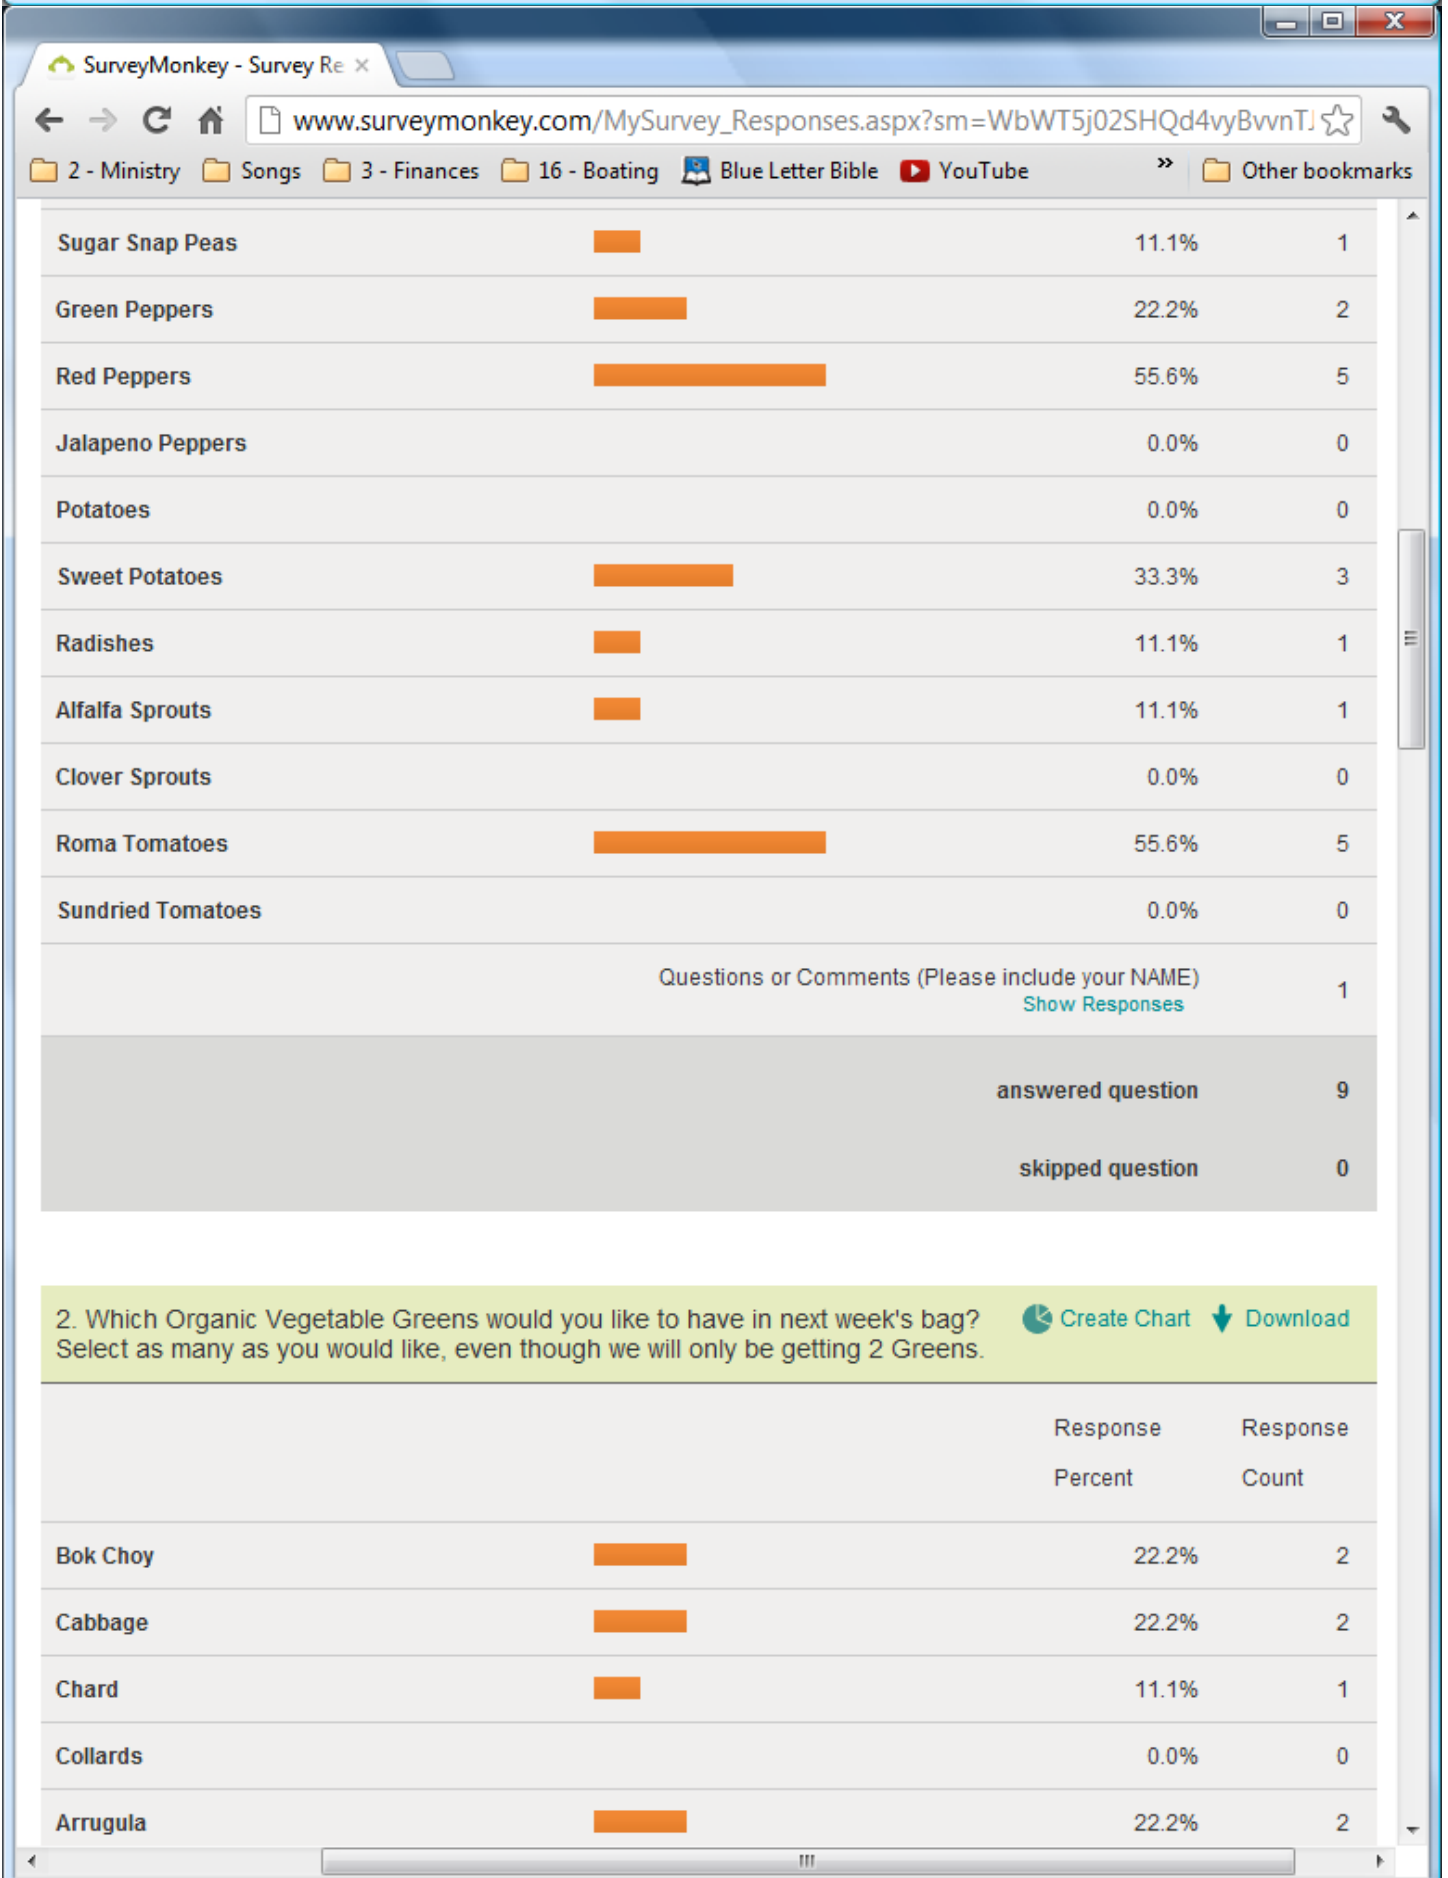 SurveyMonkey - Survey Re
www.surveymonkey.com/MySurvey_Responses.aspx?sm=WbWT5j02SHQd4vyBvvnTJ
2 - Ministry Songs 3 - Finances 16 - Boating Blue Letter Bible YouTube » Other bookmarks
Sugar Snap Peas 11.1% 1
Green Peppers 22.2% 2
Red Peppers 55.6% 5
Jalapeno Peppers 0.0% 0
Potatoes 0.0% 0
Sweet Potatoes 33.3% 3
Radishes 11.1% 1
Alfalfa Sprouts 11.1% 1
Clover Sprouts 0.0% 0
Roma Tomatoes 55.6% 5
Sundried Tomatoes 0.0% 0
Questions or Comments (Please include your NAME) 1
Show Responses
answered question 9
skipped question 0
2. Which Organic Vegetable Greens would you like to have in next week's bag? Create Chart Download
Select as many as you would like, even though we will only be getting 2 Greens.
Response Response
Percent Count
Bok Choy 22.2% 2
Cabbage 22.2% 2
Chard 11.1% 1
Collards 0.0% 0
Arrugula 22.2% 2